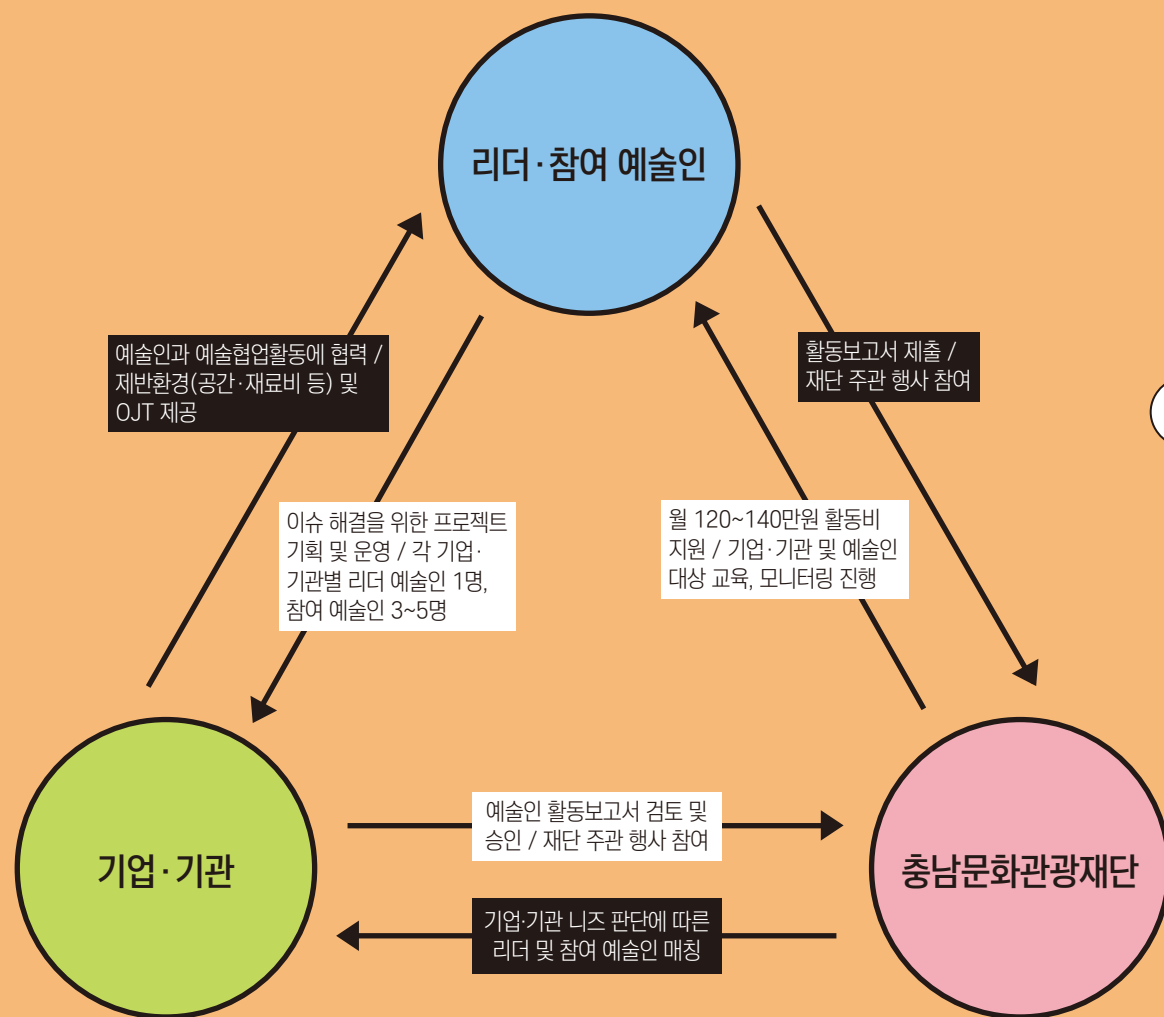 리더·참여 예술인
예술인과 예술협업활동에 협력 /
제반환경(공간·재료비 등) 및
OJT 제공
활동보고서 제출 /
재단 주관 행사 참여
이슈 해결을 위한 프로젝트
기획 및 운영 / 각 기업·
기관별 리더 예술인 1명,
참여 예술인 3~5명
월 120~140만원 활동비
지원 / 기업·기관 및 예술인
대상 교육, 모니터링 진행
기업·기관
예술인 활동보고서 검토 및
승인 / 재단 주관 행사 참여
충남문화관광재단
기업·기관 니즈 판단에 따른
리더 및 참여 예술인 매칭